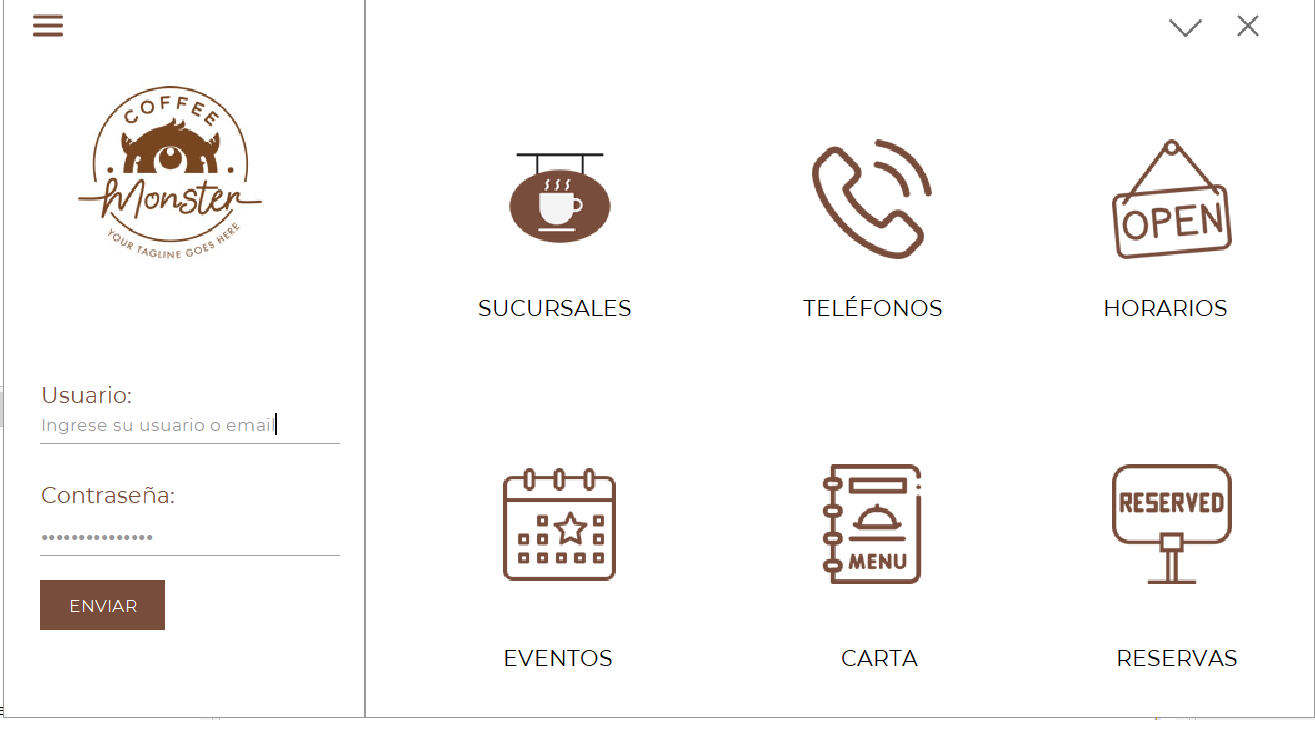 COFFEE
Monster
YOUR TAGLINE GOES HERE
Usuario:
Ingrese su usuario o email
Contraseña:
•••••••••••••••
ENVIAR
OPEN
SUCURSALES
TELÉFONOS
HORARIOS
MENU
RESERVED
EVENTOS
CARTA
RESERVAS